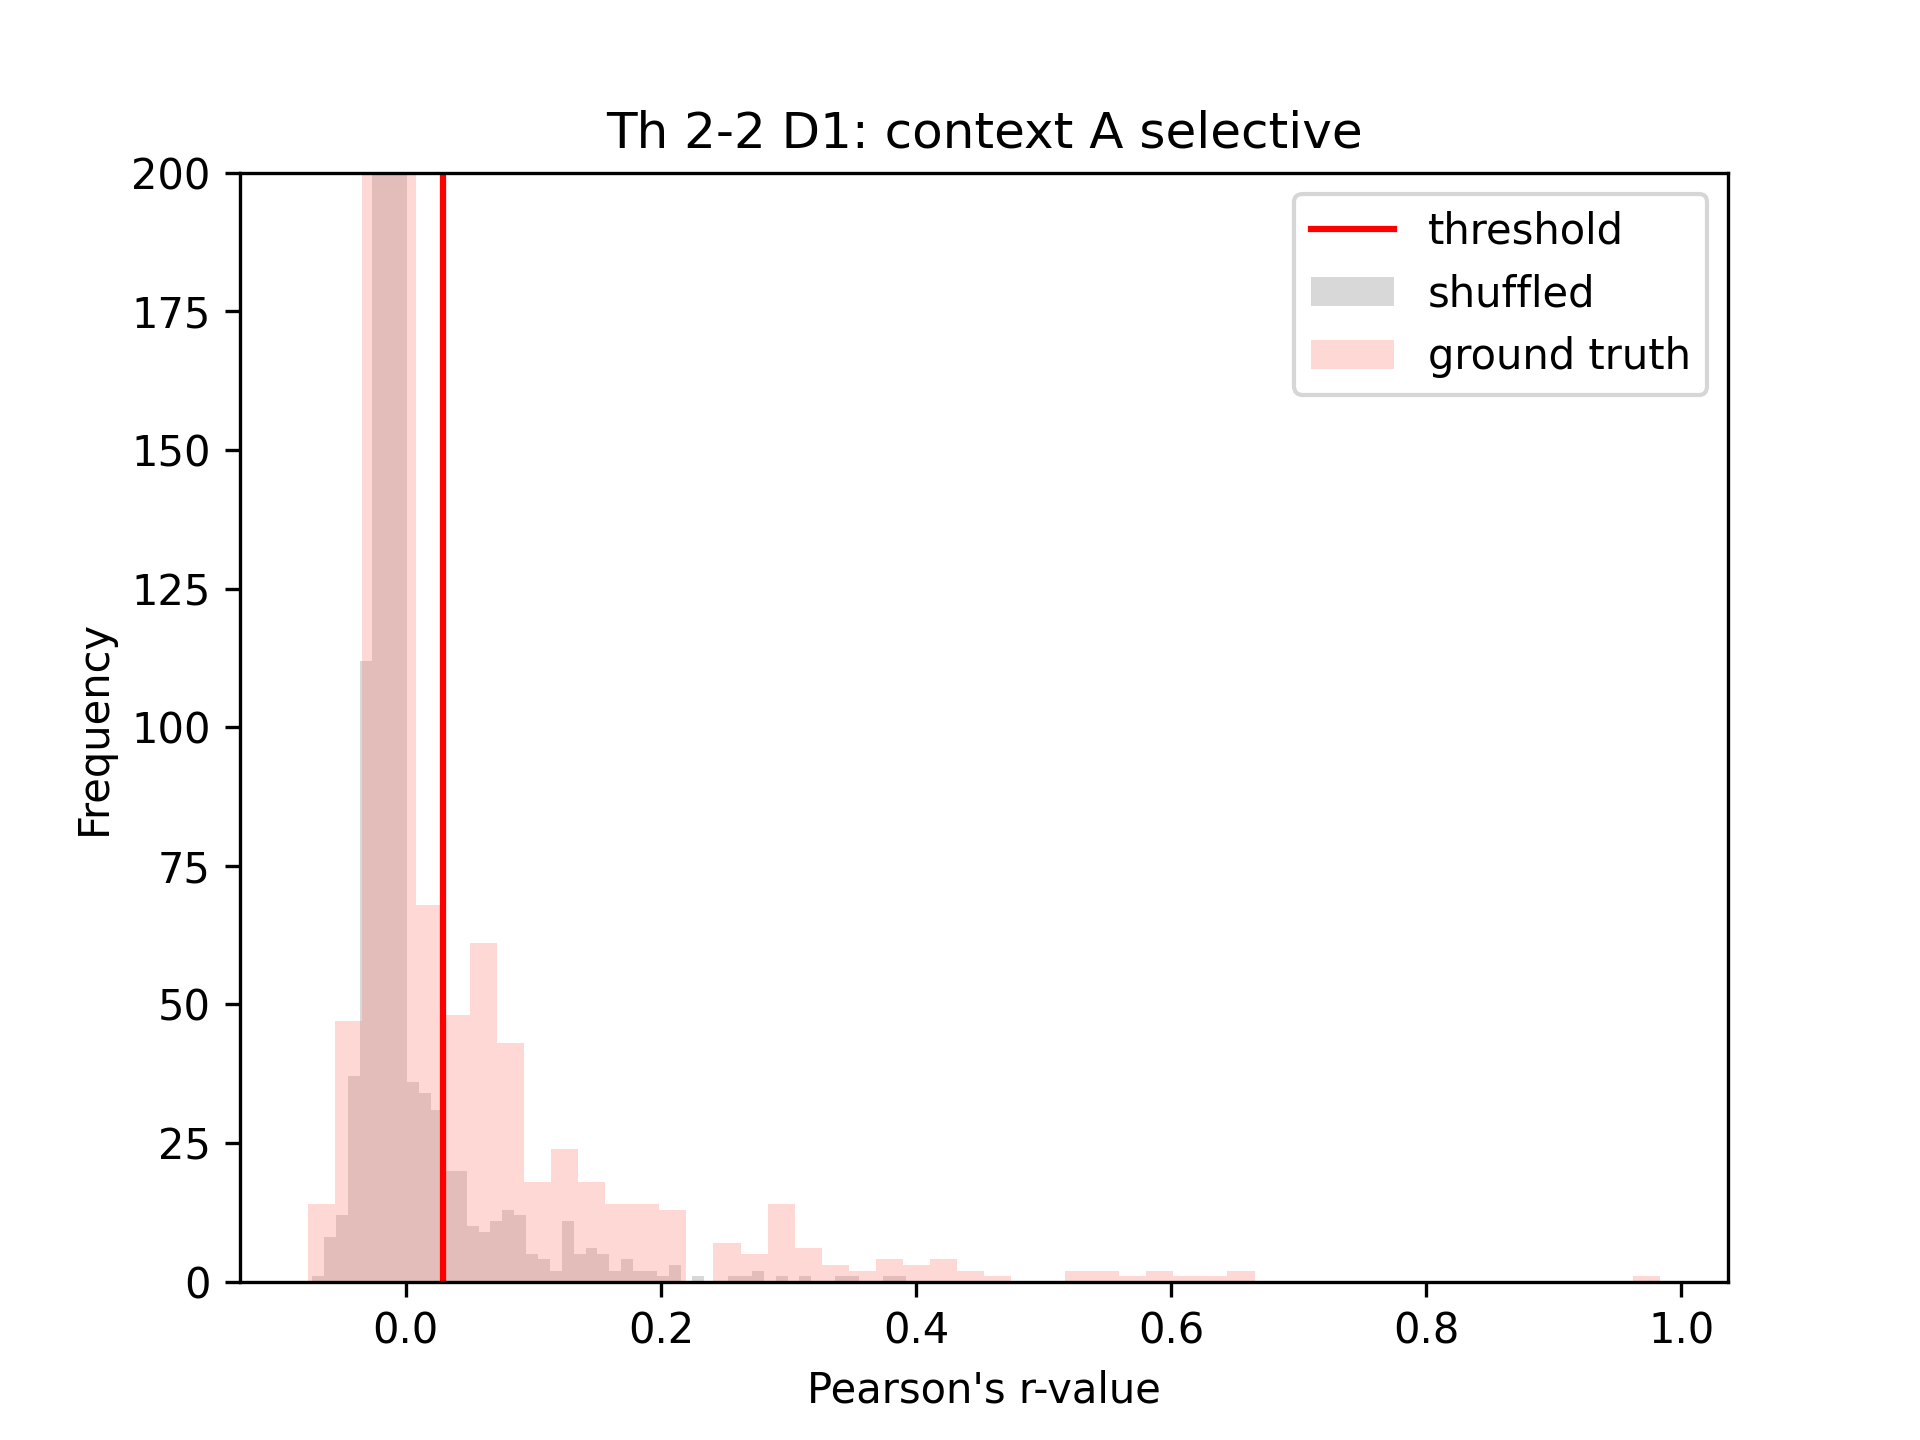 Th 2-2 D1: context A selective
200
175
150
125
100
75
50
25
0
Frequency
threshold
shuffled
ground truth
0.0 0.2 0.4 0.6 0.8 1.0
Pearson's r-value